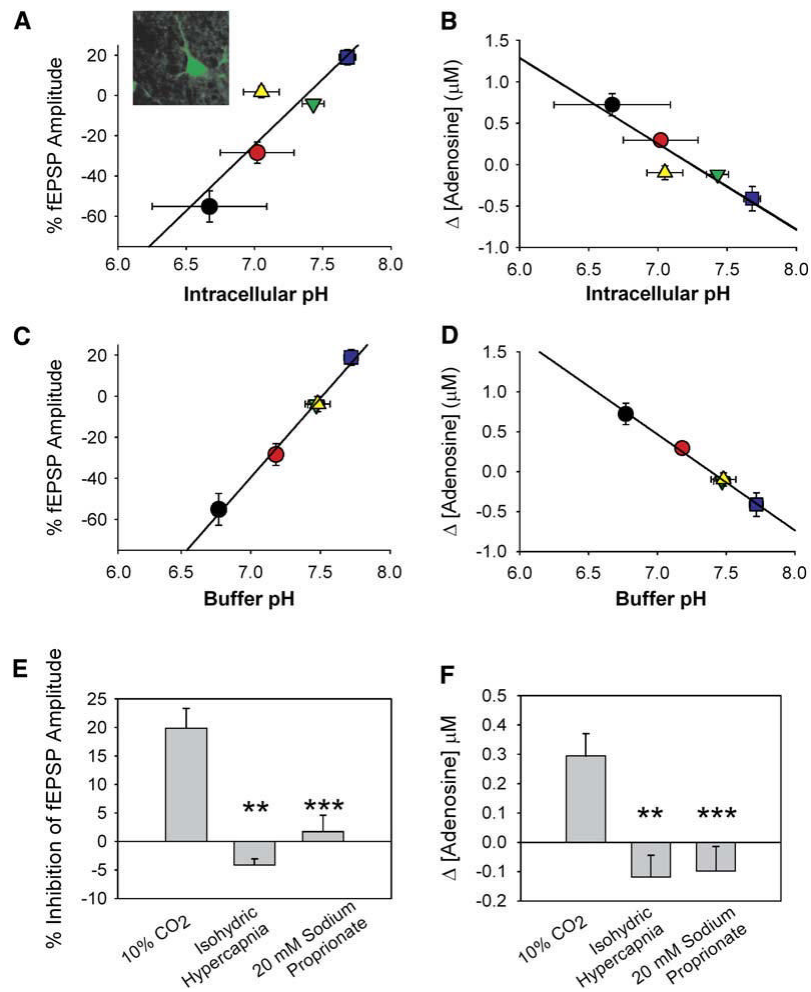 A
% fEPSP Amplitude
20
0
-20
-40
-60
6.0 6.5 7.0 7.5 8.0
Intracellular pH
B
Δ [Adenosine] (μM)
1.5
1.0
0.5
0.0
-0.5
-1.0
6.0 6.5 7.0 7.5 8.0
Intracellular pH
C
% fEPSP Amplitude
20
0
-20
-40
-60
6.0 6.5 7.0 7.5 8.0
Buffer pH
D
Δ [Adenosine] (μM)
1.5
1.0
0.5
0.0
-0.5
-1.0
6.0 6.5 7.0 7.5 8.0
Buffer pH
E
% Inhibition of fEPSP Amplitude
25
20
15
10
5
0
-5
-10
** ***
10% CO2
Isohydric
Hypercapnia
20 mM Sodium
Proprionate
F
Δ [Adenosine] μM
0.5
0.4
0.3
0.2
0.1
0.0
-0.1
-0.2
** ***
10% CO2
Isohydric
Hypercapnia
20 mM Sodium
Proprionate